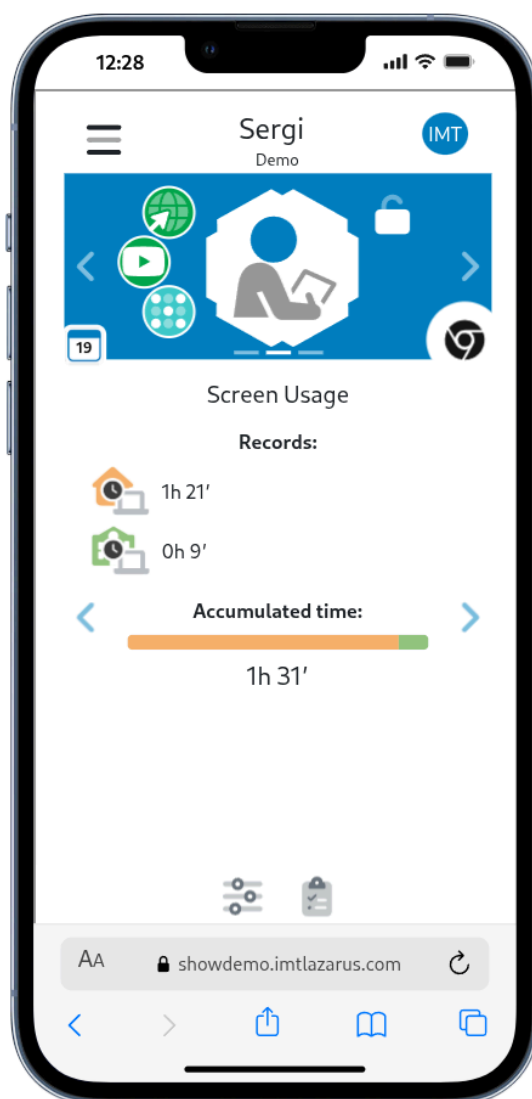 12:28
Sergi
IMT
Demo
19
Screen Usage
Records:
1h 21′
0h 9′
Accumulated time:
1h 31′
AA
showdemo.imtlazarus.com